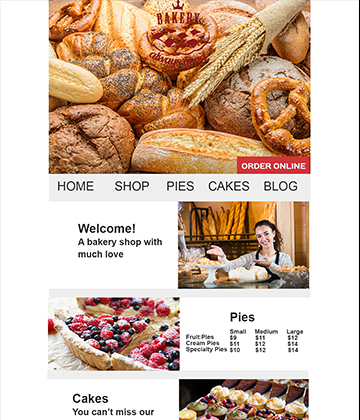 BAKERY
always fresh
ORDER ONLINE
HOME SHOP PIES CAKES BLOG
Welcome!
A bakery shop with
much love
Pies
Small Medium Large
Fruit Pies $9 $11 $12
Cream Pies $11 $12 $14
Specialty Pies $10 $12 $14
Cakes
You can't miss our